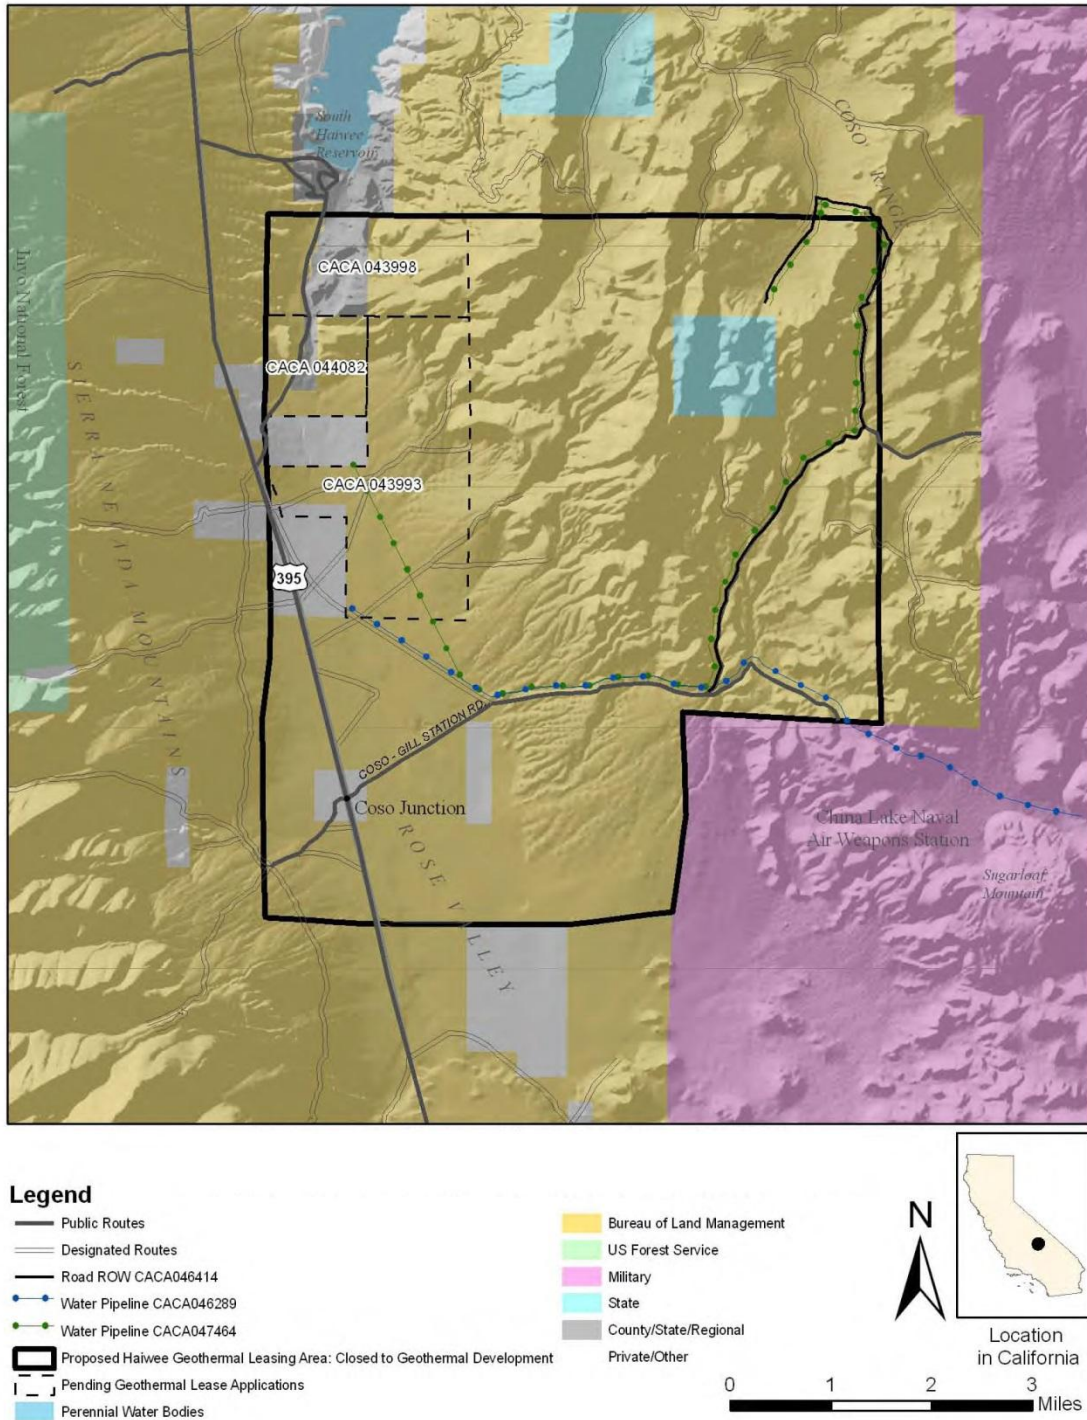 South
Haiwee
Reservoir
COSO RANGE
Inyo National Forest
SIERRA NEVADA MOUNTAINS
CACA 043998
CACA 044082
CACA 043993
395
COSO - GILL STATION RD
Coso Junction
ROSE VALLEY
China Lake Naval
Air Weapons Station
Sugarloaf
Mountain
Legend
Public Routes
Designated Routes
Road ROW CACA046414
Water Pipeline CACA046289
Water Pipeline CACA047464
Proposed Haiwee Geothermal Leasing Area: Closed to Geothermal Development
Pending Geothermal Lease Applications
Perennial Water Bodies
Bureau of Land Management
US Forest Service
Military
State
County/State/Regional
Private/Other
N
Location
in California
0 1 2 3
Miles